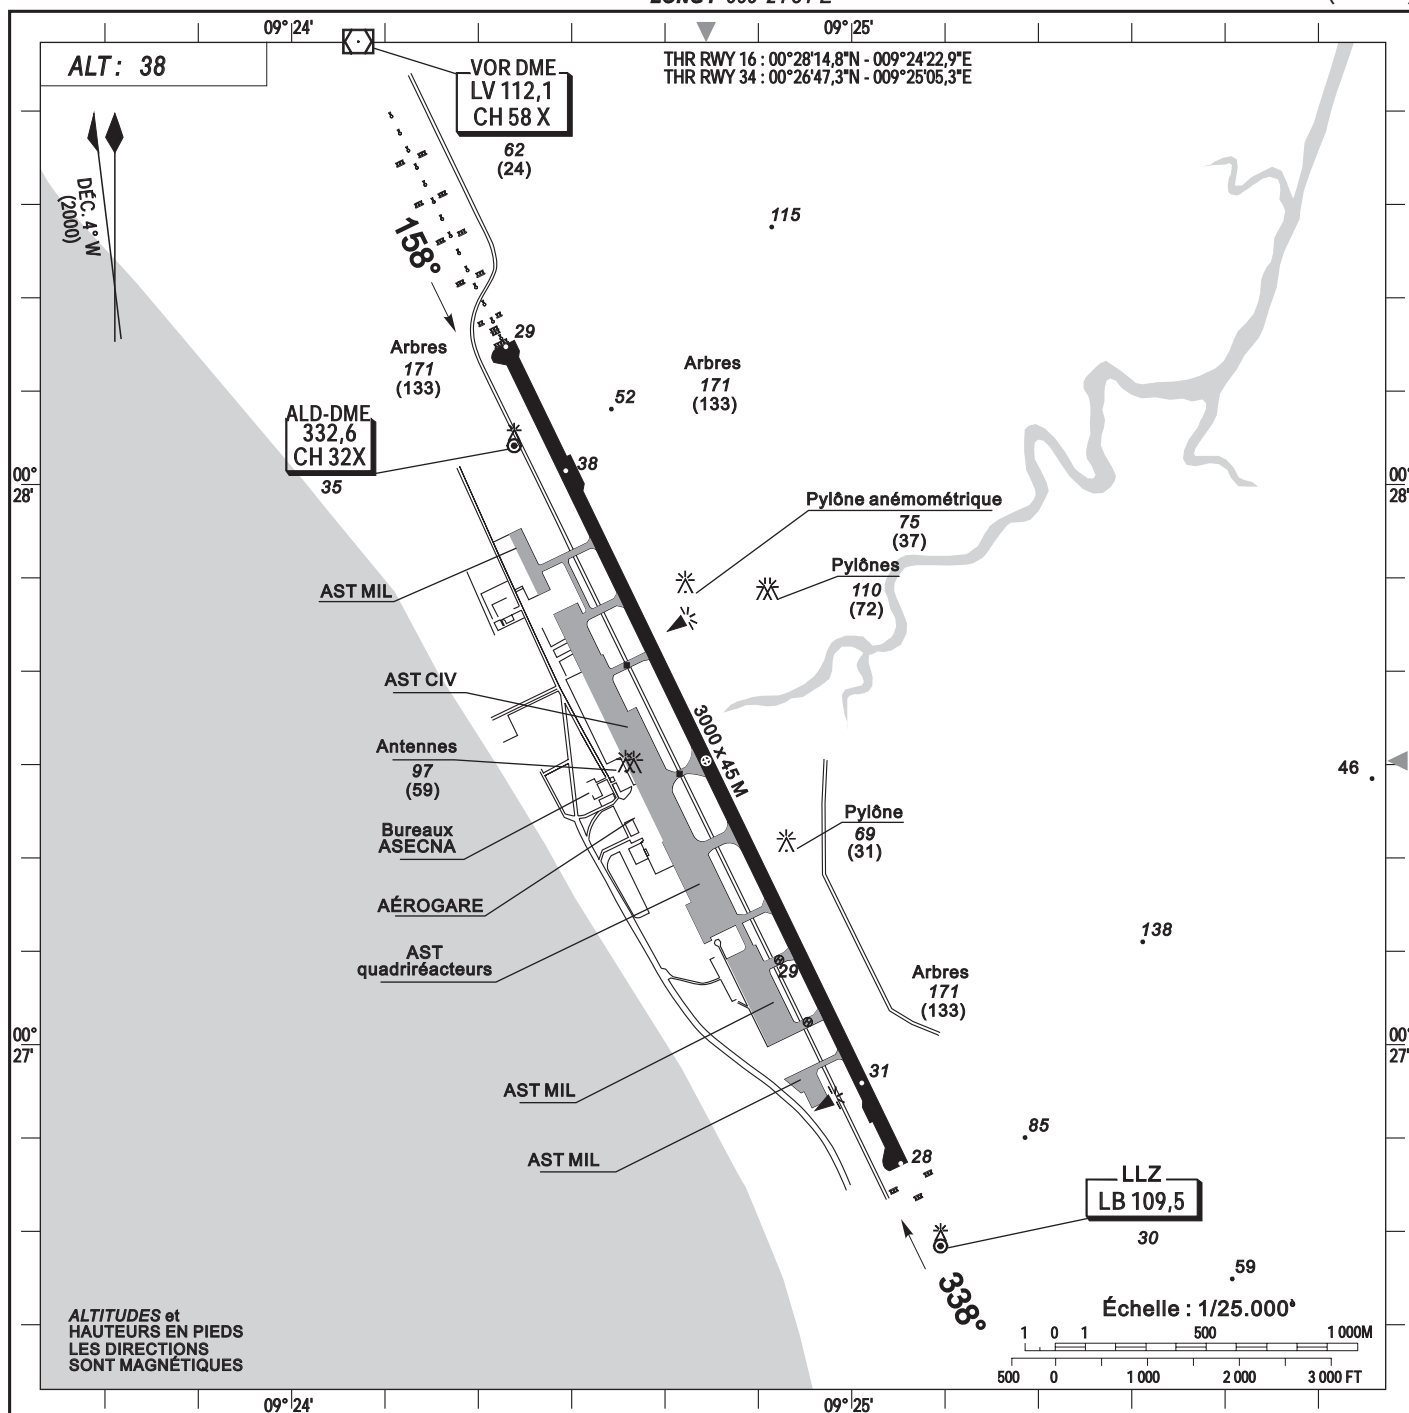 09° 24'
09° 25'
ALT : 38
VOR DME
LV 112,1
CH 58 X
62
(24)
THR RWY 16 : 00°28'14,8"N - 009°24'22,9"E
THR RWY 34 : 00°26'47,3"N - 009°25'05,3"E
DÉC. 4° W
(2000)
158°
115
29
Arbres
171
(133)
Arbres
171
(133)
52
ALD-DME
332,6
CH 32X
35
38
00°
28'
00°
28'
Pylône anémométrique
75
(37)
Pylônes
110
(72)
AST MIL
AST CIV
3000 x 45 M
Antennes
97
(59)
46
Pylône
69
(31)
Bureaux
ASECNA
AÉROGARE
138
AST
quadriréacteurs
29
Arbres
171
(133)
00°
27'
00°
27'
31
AST MIL
85
AST MIL
28
LLZ
LB 109,5
30
338°
59
Échelle : 1/25.000è
1 0 1 500 1 000M
500 0 1 000 2 000 3 000 FT
ALTITUDES et
HAUTEURS EN PIEDS
LES DIRECTIONS
SONT MAGNÉTIQUES
09° 24'
09° 25'